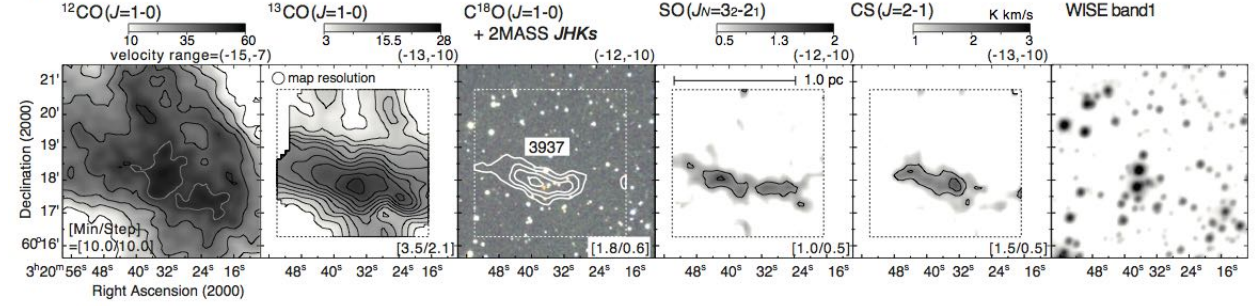 ¹²CO(J=1-0)
10 35 60
velocity range=(-15,-7)
¹³CO(J=1-0)
3 15.5 28
(-13,-10)
C¹⁸O(J=1-0)
+ 2MASS JHKs
(-12,-10)
SO(J_N=3₂-2₁)
0.5 1.3 2
(-12,-10)
CS(J=2-1) K km/s
1 2 3
(-13,-10)
WISE band1
Declination (2000)
21'
20'
19'
18'
17'
60°16'
[Min/Step]
=[10.0/10.0]
map resolution
[3.5/2.1]
3937
[1.8/0.6]
1.0 pc
[1.0/0.5]
[1.5/0.5]
3ʰ20ᵐ56ˢ 48ˢ 40ˢ 32ˢ 24ˢ 16ˢ
48ˢ 40ˢ 32ˢ 24ˢ 16ˢ
48ˢ 40ˢ 32ˢ 24ˢ 16ˢ
48ˢ 40ˢ 32ˢ 24ˢ 16ˢ
48ˢ 40ˢ 32ˢ 24ˢ 16ˢ
48ˢ 40ˢ 32ˢ 24ˢ 16ˢ
Right Ascension (2000)